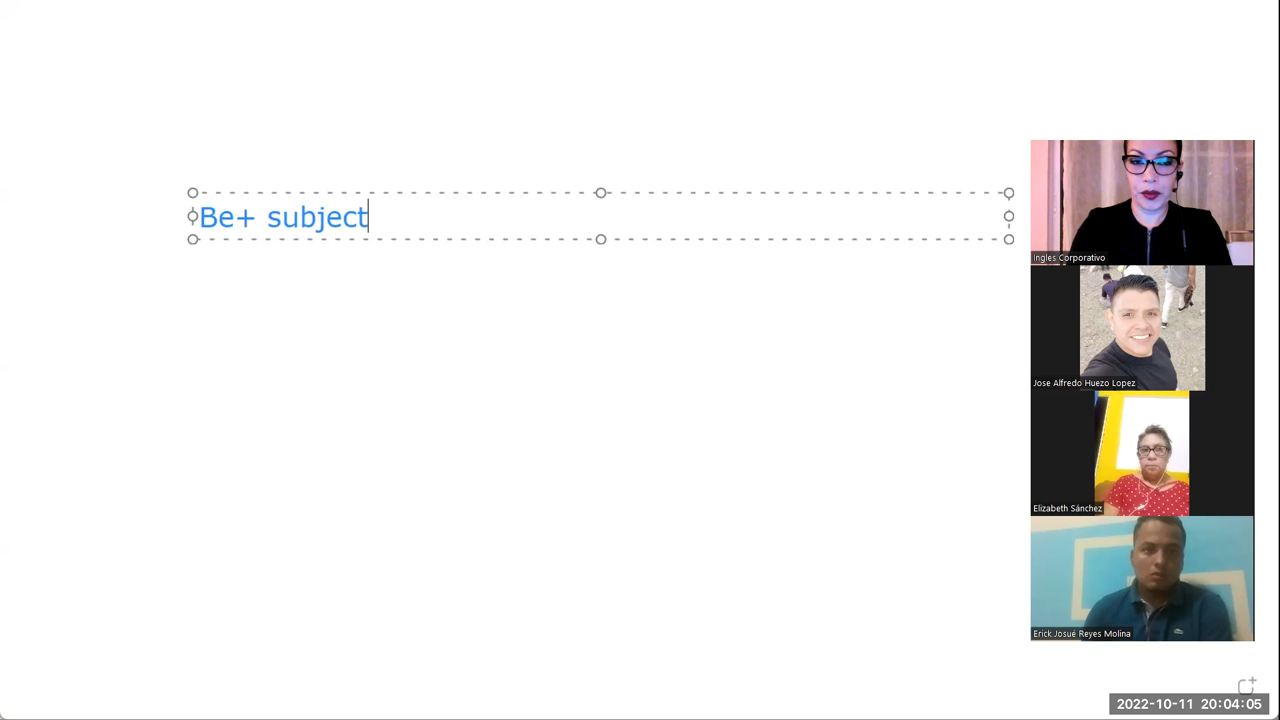 Be+ subject
Ingles Corporativo
Jose Alfredo Huezo Lopez
Elizabeth Sánchez
Erick Josué Reyes Molina
2022-10-11 20:04:05